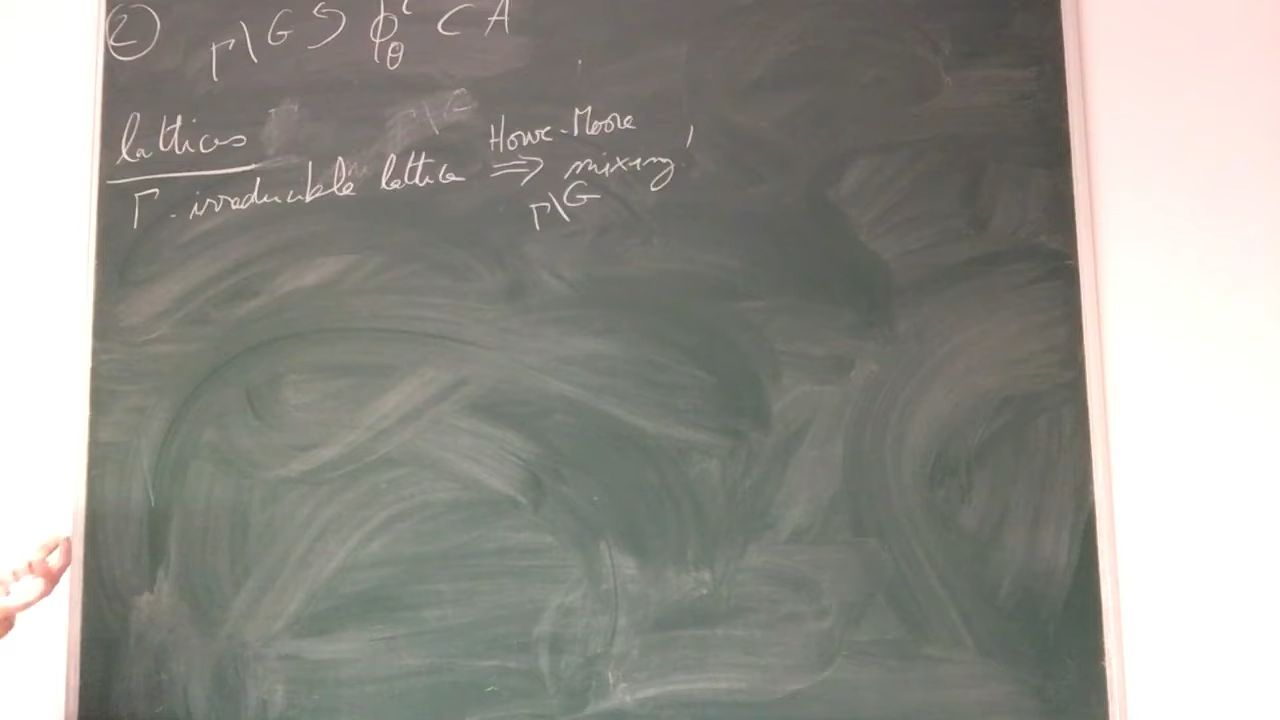 ② Γ\G ↺ ϕ_θ^t ⊂ A
lattices
Howe-Moore
Γ. irreducible lattice ⇒ mixing!
Γ\G